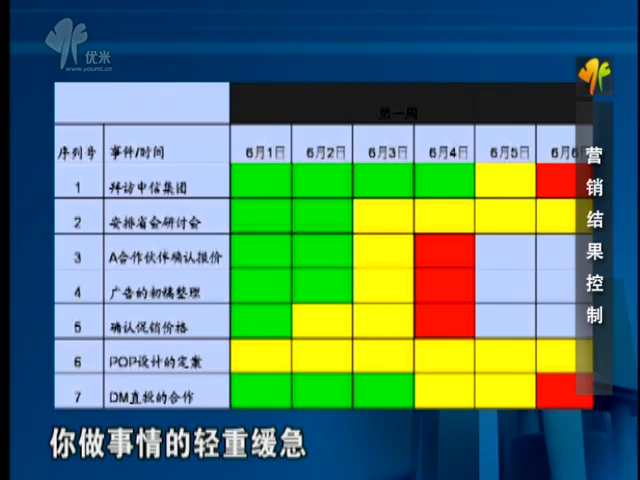 优米
www.youmi.cn
第一周
序列号 事件/时间 6月1日 6月2日 6月3日 6月4日 6月5日 6月6日
1 拜访中信集团
2 安排省会研讨会
3 A合作伙伴确认报价
4 广告的初稿整理
5 确认促销价格
6 POP设计的定案
7 DM直投的合作
营销结果控制
你做事情的轻重缓急